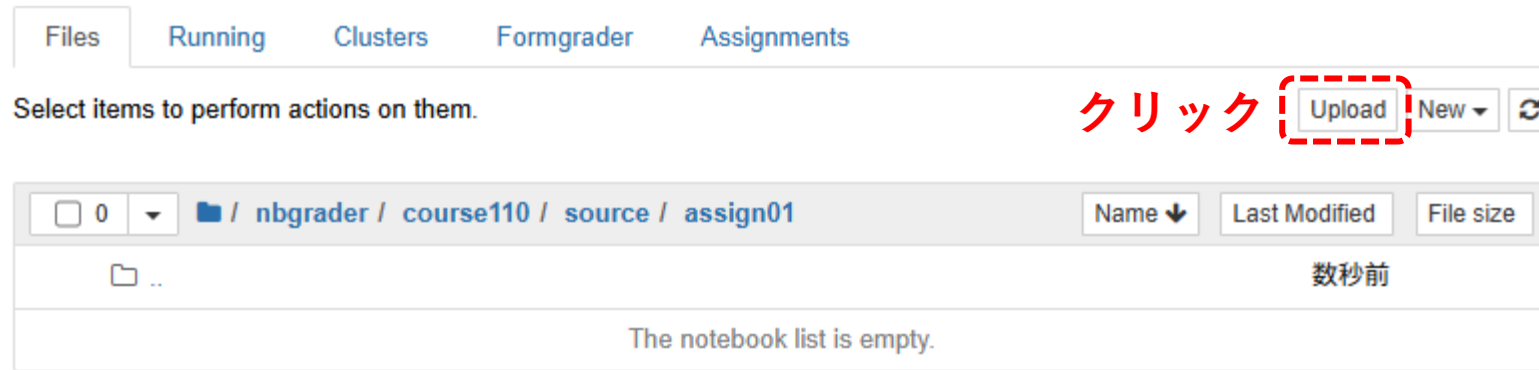 Files Running Clusters Formgrader Assignments
Select items to perform actions on them. クリック Upload New
0 / nbgrader / course110 / source / assign01 Name Last Modified File size
.. 数秒前
The notebook list is empty.